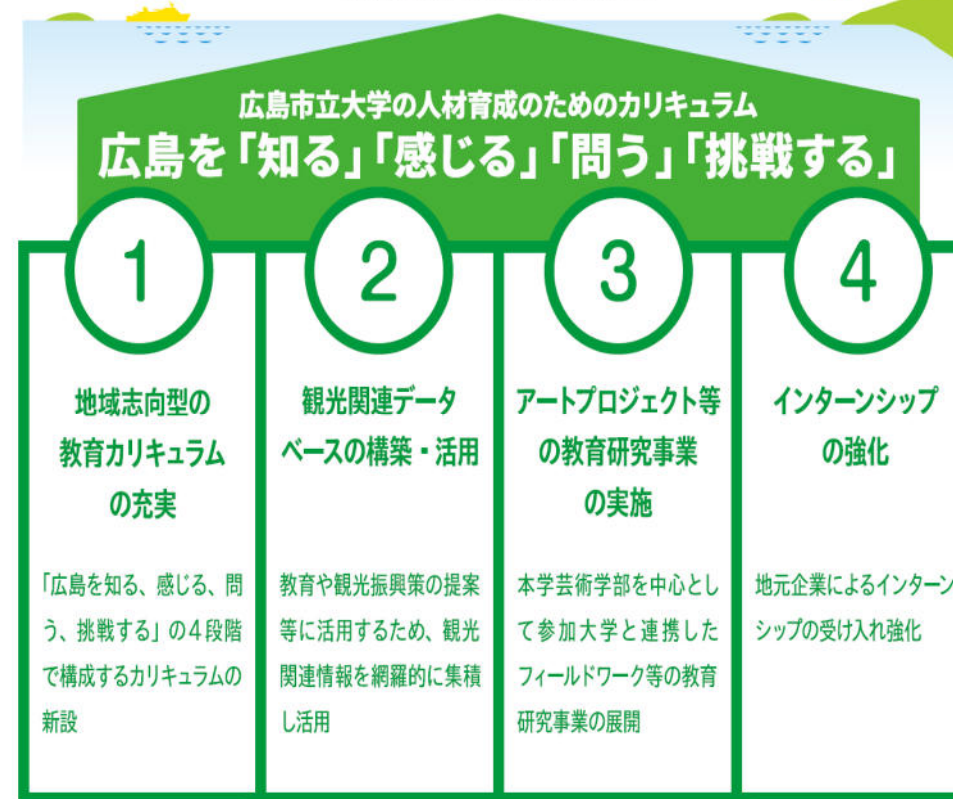 広島市立大学の人材育成のためのカリキュラム
広島を「知る」「感じる」「問う」「挑戦する」
1
地域志向型の
教育カリキュラム
の充実
「広島を知る、感じる、問
う、挑戦する」の4段階
で構成するカリキュラムの
新設
2
観光関連データ
ベースの構築・活用
教育や観光振興策の提案
等に活用するため、観光
関連情報を網羅的に集積
し活用
3
アートプロジェクト等
の教育研究事業
の実施
本学芸術学部を中心とし
て参加大学と連携した
フィールドワーク等の教育
研究事業の展開
4
インターンシップ
の強化
地元企業によるインターン
シップの受け入れ強化